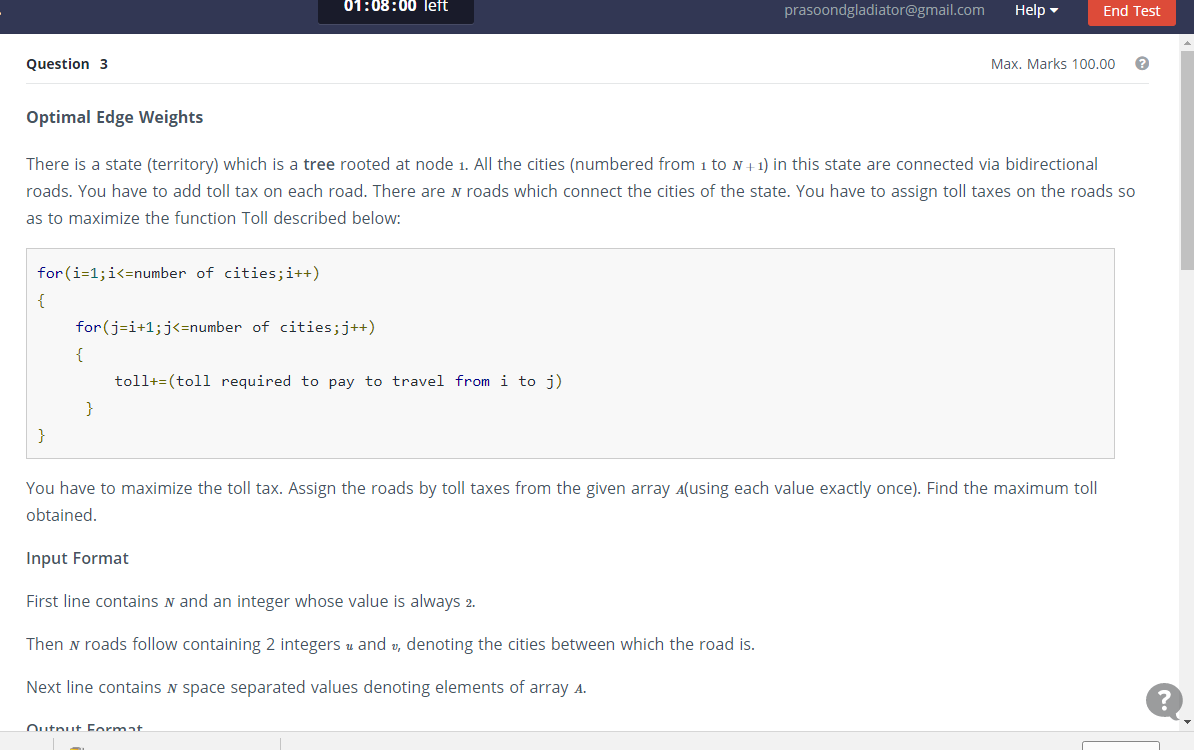 01:08:00 left
prasoondgladiator@gmail.com
Help
End Test
Question 3
Max. Marks 100.00
?
Optimal Edge Weights
There is a state (territory) which is a tree rooted at node 1. All the cities (numbered from 1 to N + 1) in this state are connected via bidirectional
roads. You have to add toll tax on each road. There are N roads which connect the cities of the state. You have to assign toll taxes on the roads so
as to maximize the function Toll described below:
for(i=1;i<=number of cities;i++)
{
for(j=i+1;j<=number of cities;j++)
{
toll+=(toll required to pay to travel from i to j)
}
}
You have to maximize the toll tax. Assign the roads by toll taxes from the given array A(using each value exactly once). Find the maximum toll
obtained.
Input Format
First line contains N and an integer whose value is always 2.
Then N roads follow containing 2 integers u and v, denoting the cities between which the road is.
Next line contains N space separated values denoting elements of array A.
Output Format
?